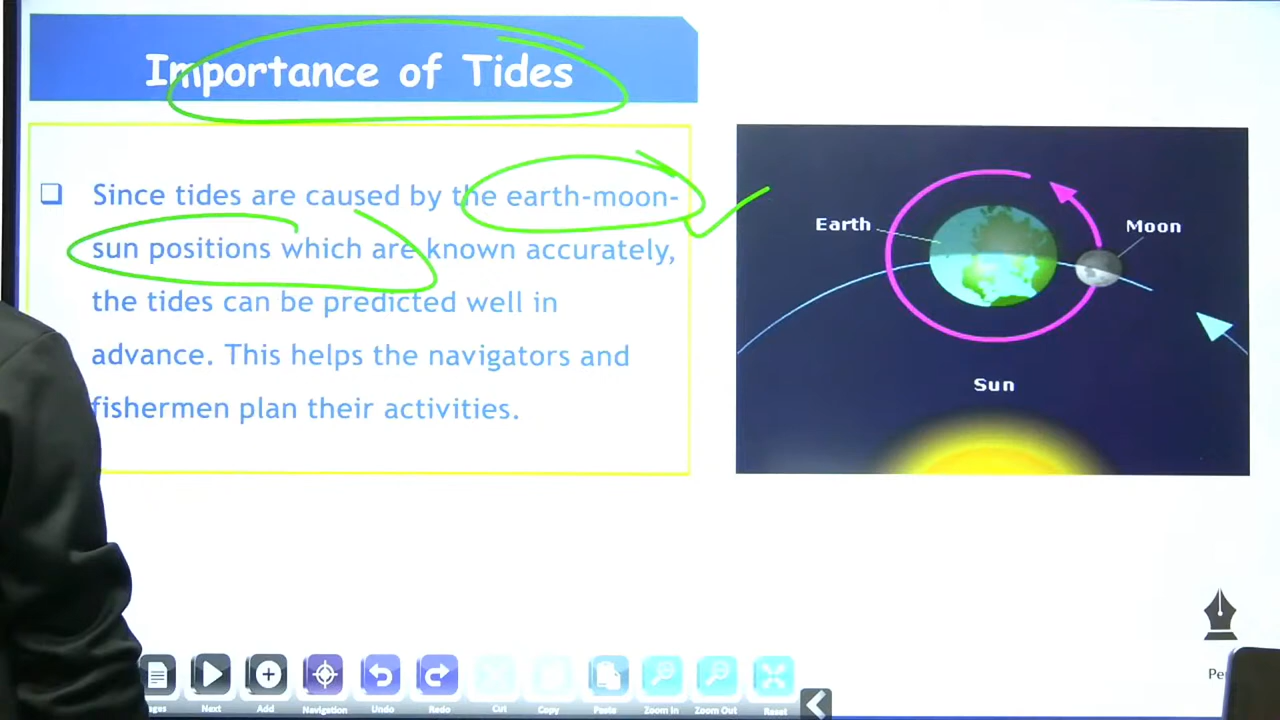 Importance of Tides
❑ Since tides are caused by the earth-moon-
sun positions which are known accurately,
the tides can be predicted well in
advance. This helps the navigators and
fishermen plan their activities.
Earth
Moon
Sun
Next
Add
Navigation
Undo
Redo
Cut
Copy
Paste
Zoom In
Zoom Out
Reset